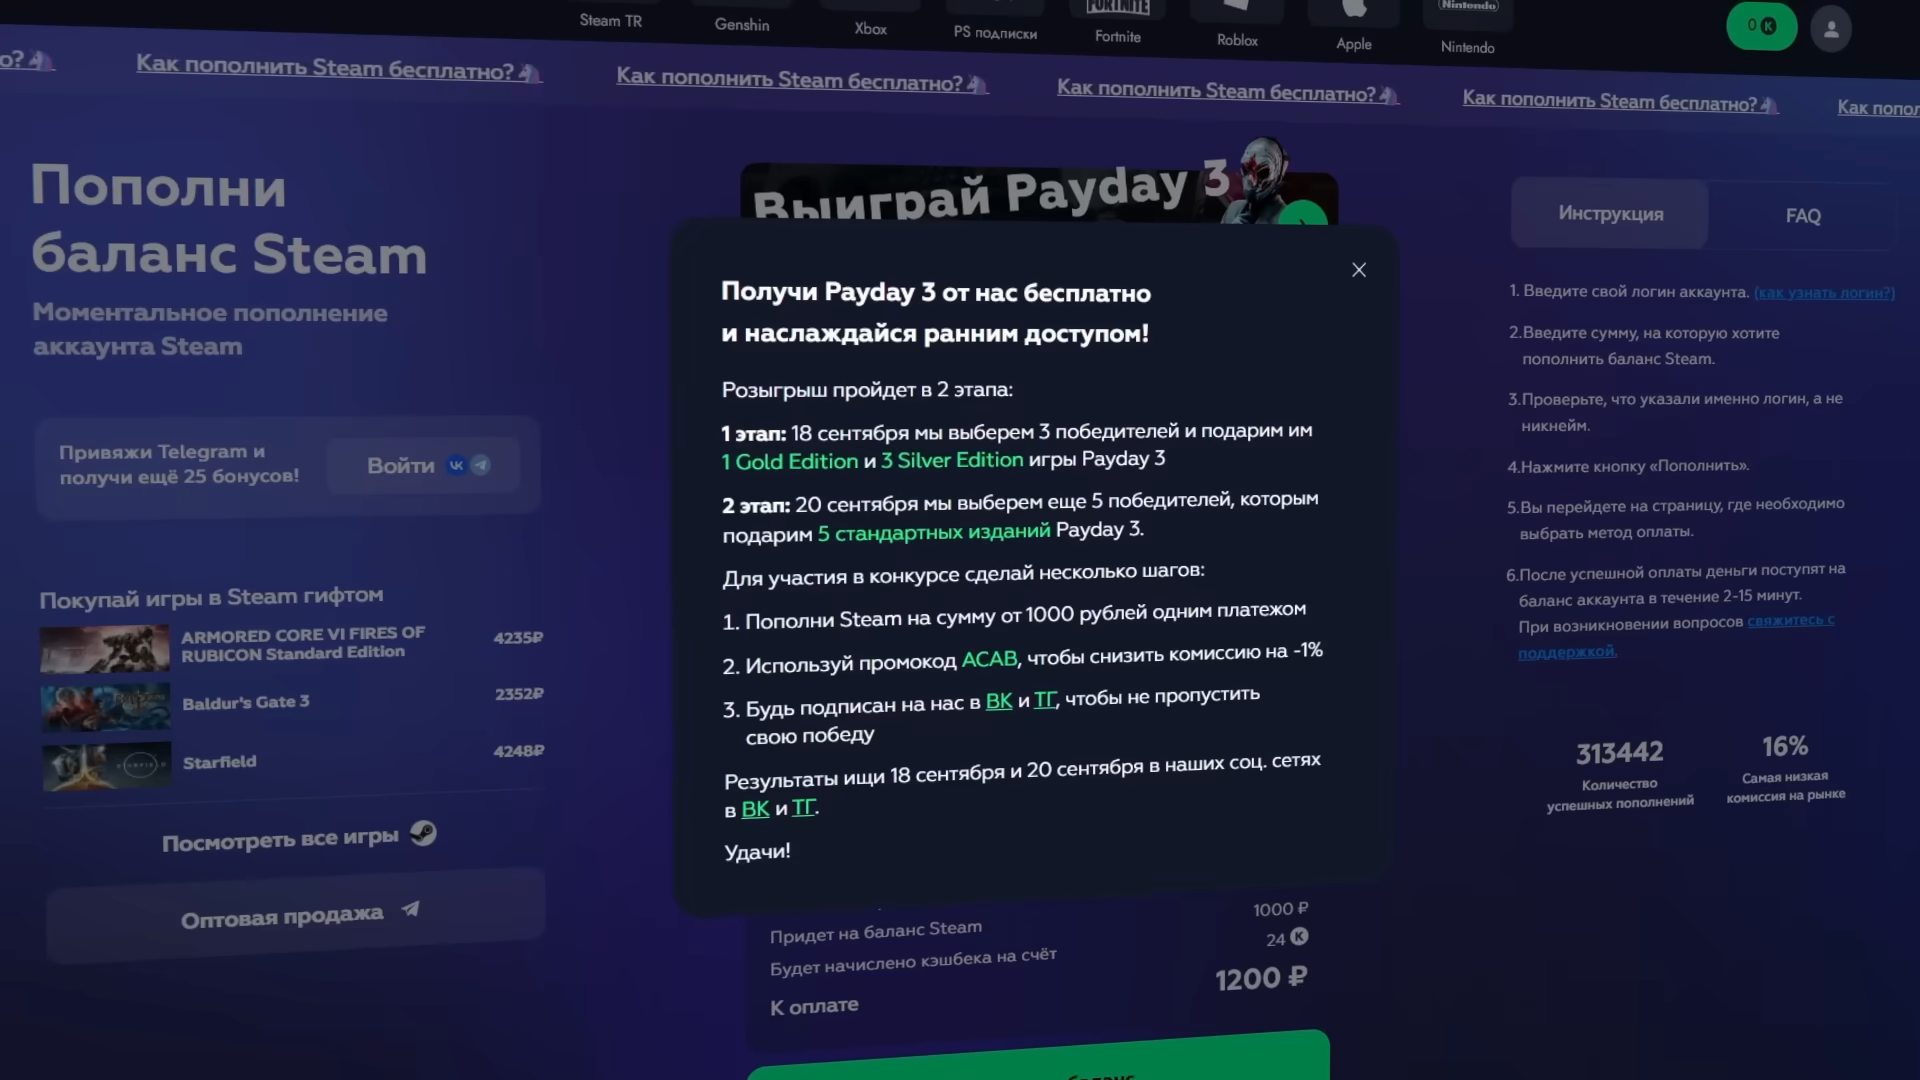 Steam TR
Genshin
Xbox
PS подписки
FORTNITE
Fortnite
Roblox
Apple
Nintendo
Nintendo
0 K
о?
Как пополнить Steam бесплатно?
Как пополнить Steam бесплатно?
Как пополнить Steam бесплатно?
Как пополнить Steam бесплатно?
Как попол
Пополни
баланс Steam
Моментальное пополнение
аккаунта Steam
Привяжи Telegram и
получи ещё 25 бонусов!
Войти
Покупай игры в Steam гифтом
ARMORED CORE VI FIRES OF
RUBICON Standard Edition
4235₽
Baldur's Gate 3
2352₽
Starfield
4248₽
Посмотреть все игры
Оптовая продажа
Выиграй Payday 3
Получи Payday 3 от нас бесплатно
и наслаждайся ранним доступом!
Розыгрыш пройдет в 2 этапа:
1 этап: 18 сентября мы выберем 3 победителей и подарим им
1 Gold Edition и 3 Silver Edition игры Payday 3
2 этап: 20 сентября мы выберем еще 5 победителей, которым
подарим 5 стандартных изданий Payday 3.
Для участия в конкурсе сделай несколько шагов:
1. Пополни Steam на сумму от 1000 рублей одним платежом
2. Используй промокод ACAB, чтобы снизить комиссию на -1%
3. Будь подписан на нас в ВК и ТГ, чтобы не пропустить
свою победу
Результаты ищи 18 сентября и 20 сентября в наших соц. сетях
в ВК и ТГ.
Удачи!
Придет на баланс Steam
1000 ₽
Будет начислено кэшбека на счёт
24 K
К оплате
1200 ₽
Инструкция
FAQ
1. Введите свой логин аккаунта. (как узнать логин?)
2.Введите сумму, на которую хотите
пополнить баланс Steam.
3.Проверьте, что указали именно логин, а не
никнейм.
4.Нажмите кнопку «Пополнить».
5.Вы перейдете на страницу, где необходимо
выбрать метод оплаты.
6.После успешной оплаты деньги поступят на
баланс аккаунта в течение 2-15 минут.
При возникновении вопросов свяжитесь с
поддержкой.
313442
Количество
успешных пополнений
16%
Самая низкая
комиссия на рынке